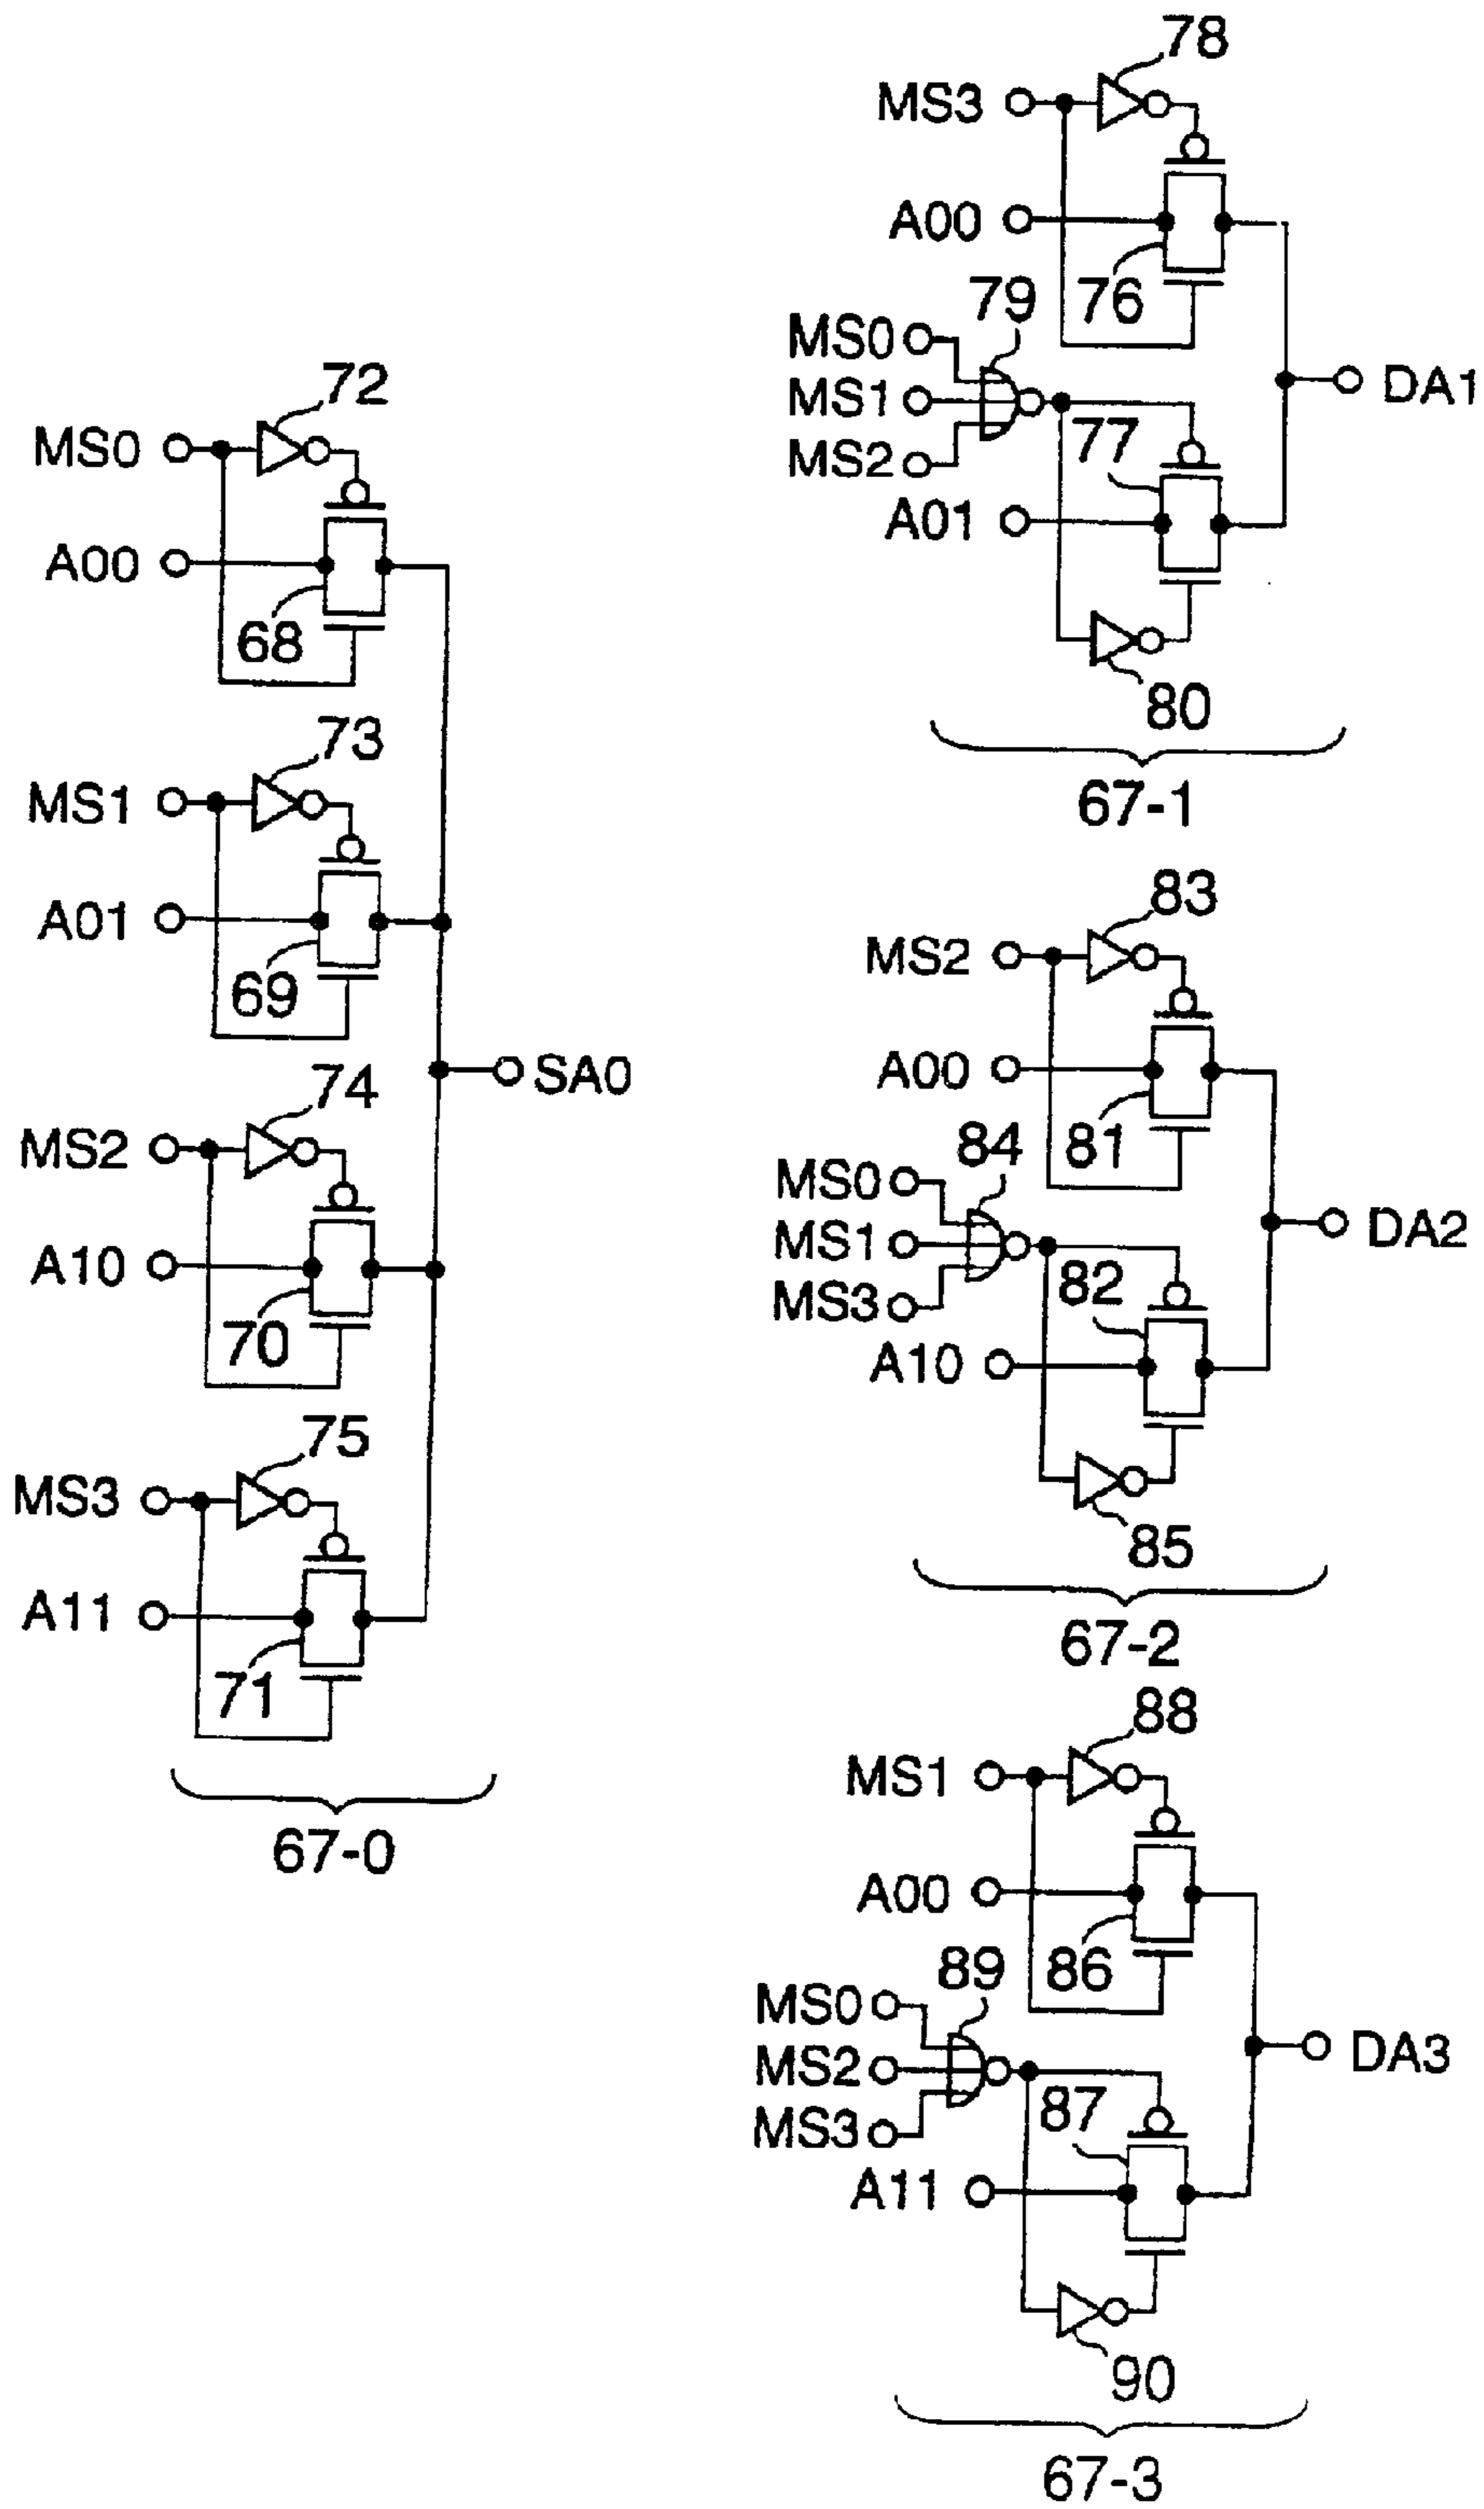 72
MS0
A00
68
73
MS1
A01
69
74
SA0
MS2
A10
70
75
MS3
A11
71
67-0
78
MS3
A00
79 76
MS0
MS1 DA1
77
MS2
A01
80
67-1
83
MS2
A00
84 81
MS0
MS1 DA2
82
MS3
A10
85
67-2
88
MS1
A00
89 86
MS0
MS2 DA3
87
MS3
A11
90
67-3